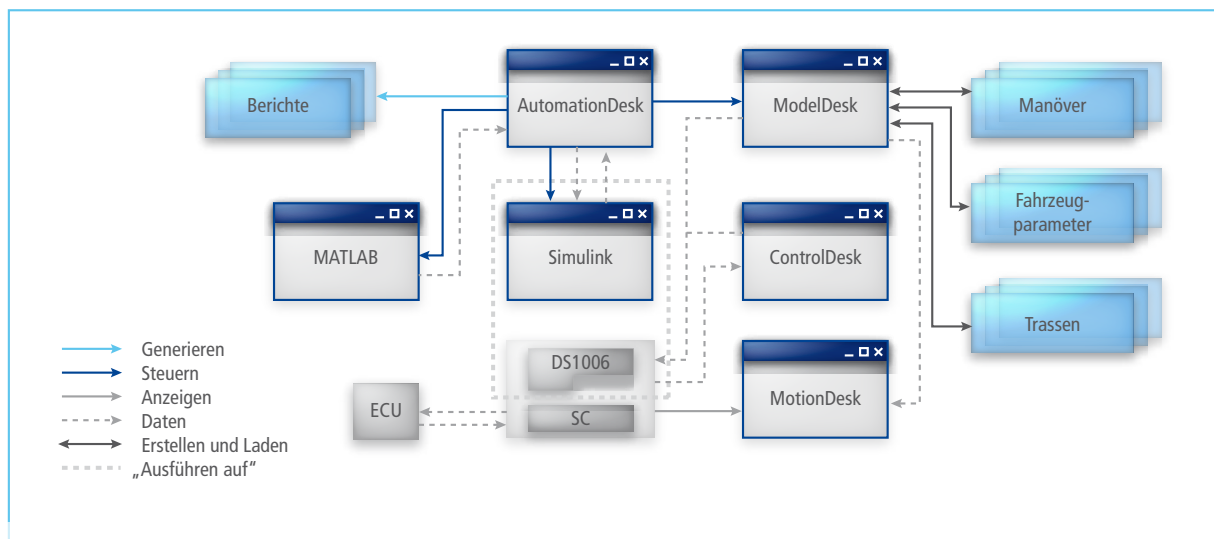 Berichte
AutomationDesk
ModelDesk
Manöver
MATLAB
Simulink
ControlDesk
Fahrzeug-
parameter
Trassen
DS1006
SC
ECU
MotionDesk
Generieren
Steuern
Anzeigen
Daten
Erstellen und Laden
„Ausführen auf“